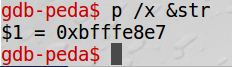 gdb-peda$ p /x &str
$1 = 0xbfffe8e7
gdb-peda$